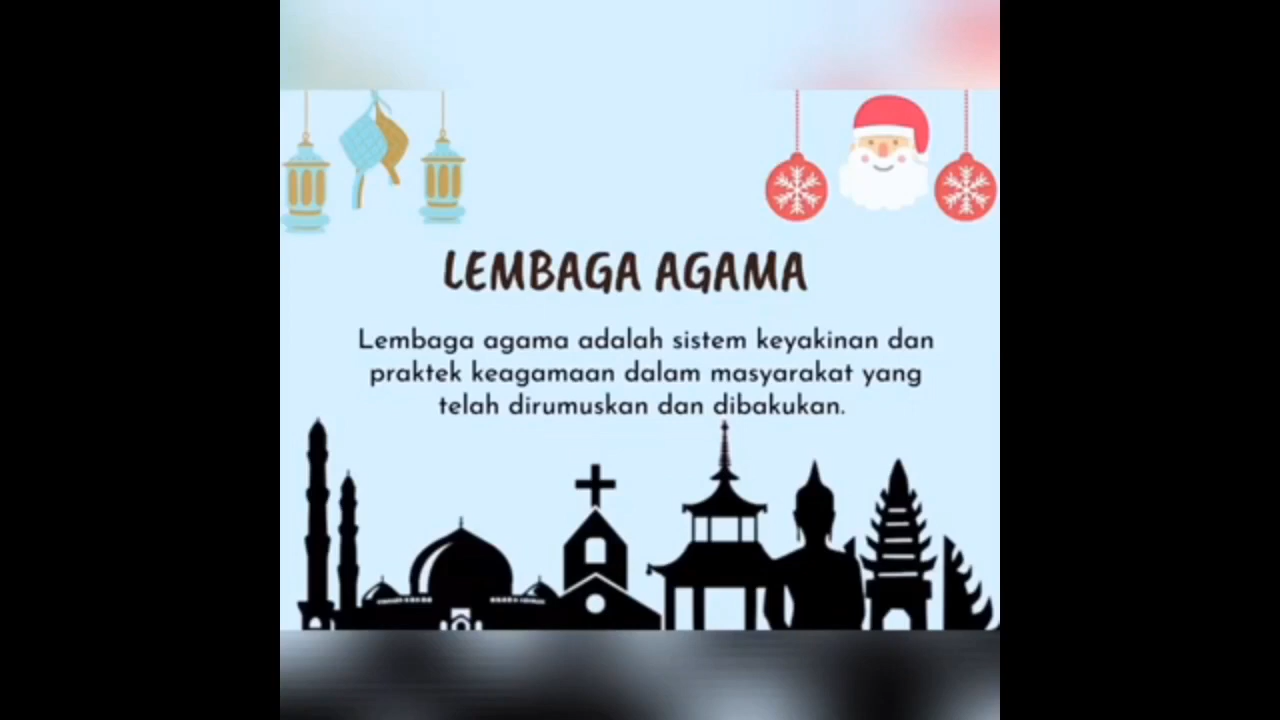 LEMBAGA AGAMA
Lembaga agama adalah sistem keyakinan dan
praktek keagamaan dalam masyarakat yang
telah dirumuskan dan dibakukan.